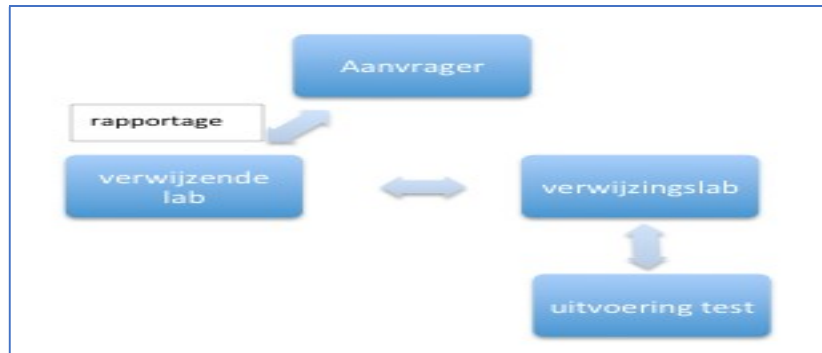 Aanvrager
rapportage
verwijzende
lab
verwijzingslab
uitvoering test